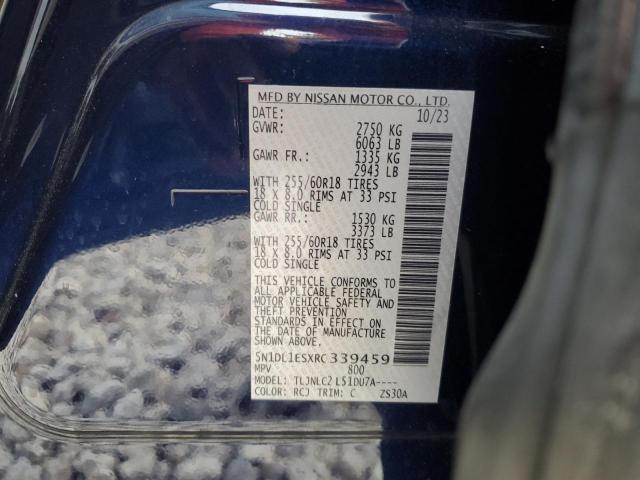 MFD BY NISSAN MOTOR CO., LTD.
DATE: 10/23
GVWR: 2750 KG
6063 LB
GAWR FR.: 1335 KG
2943 LB
WITH 255/60R18 TIRES
18 X 8.0 RIMS AT 33 PSI
COLD SINGLE
GAWR RR.: 1530 KG
3373 LB
WITH 255/60R18 TIRES
18 X 8.0 RIMS AT 33 PSI
COLD SINGLE
THIS VEHICLE CONFORMS TO
ALL APPLICABLE FEDERAL
MOTOR VEHICLE SAFETY AND
THEFT PREVENTION
STANDARDS IN EFFECT ON
THE DATE OF MANUFACTURE
SHOWN ABOVE.
5N1DL1ESXRC339459
MPV 800
MODEL: TLJNLC2 L51DU7A----
COLOR: RCJ TRIM: C ZS30A